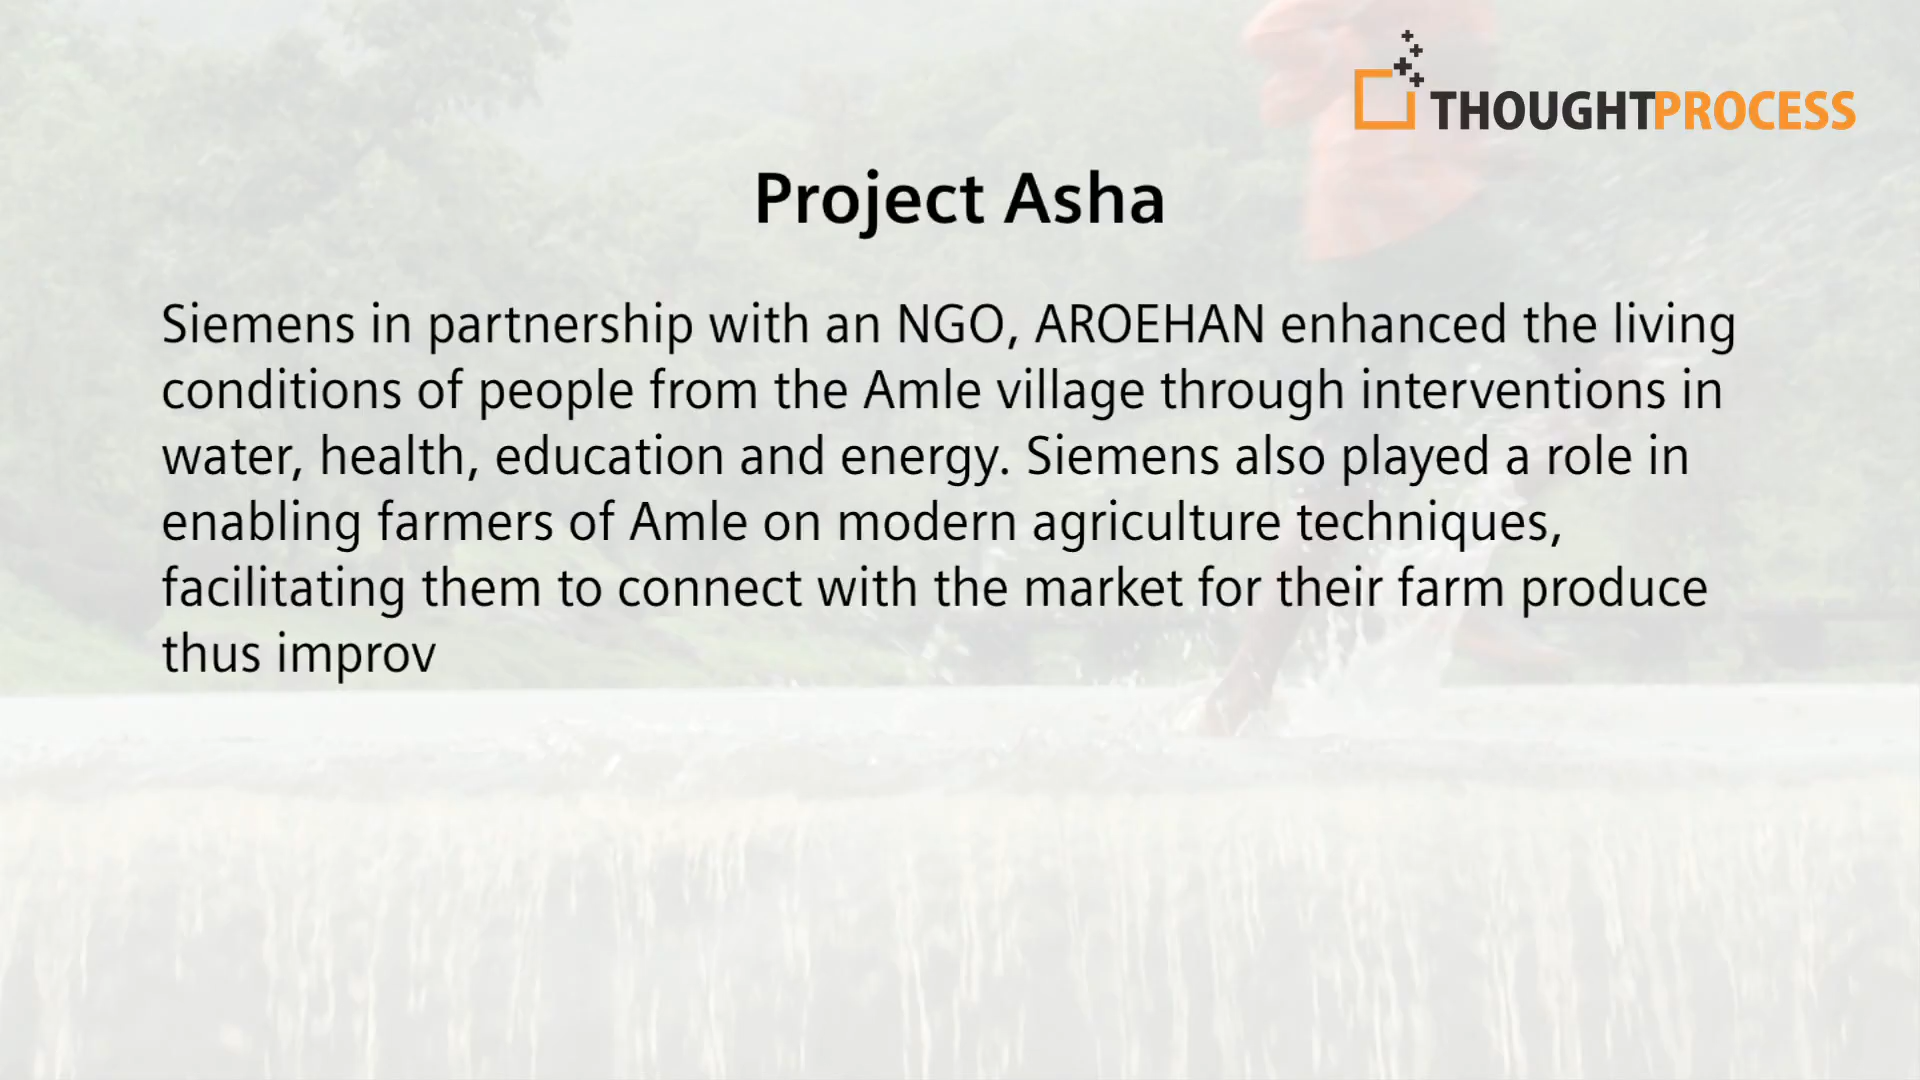 THOUGHTPROCESS
Project Asha
Siemens in partnership with an NGO, AROEHAN enhanced the living
conditions of people from the Amle village through interventions in
water, health, education and energy. Siemens also played a role in
enabling farmers of Amle on modern agriculture techniques,
facilitating them to connect with the market for their farm produce
thus improv